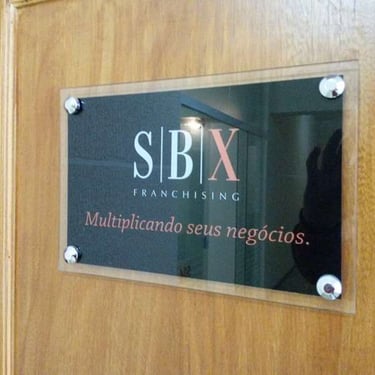 S|B|X
FRANCHISING
Multiplicando seus negócios.